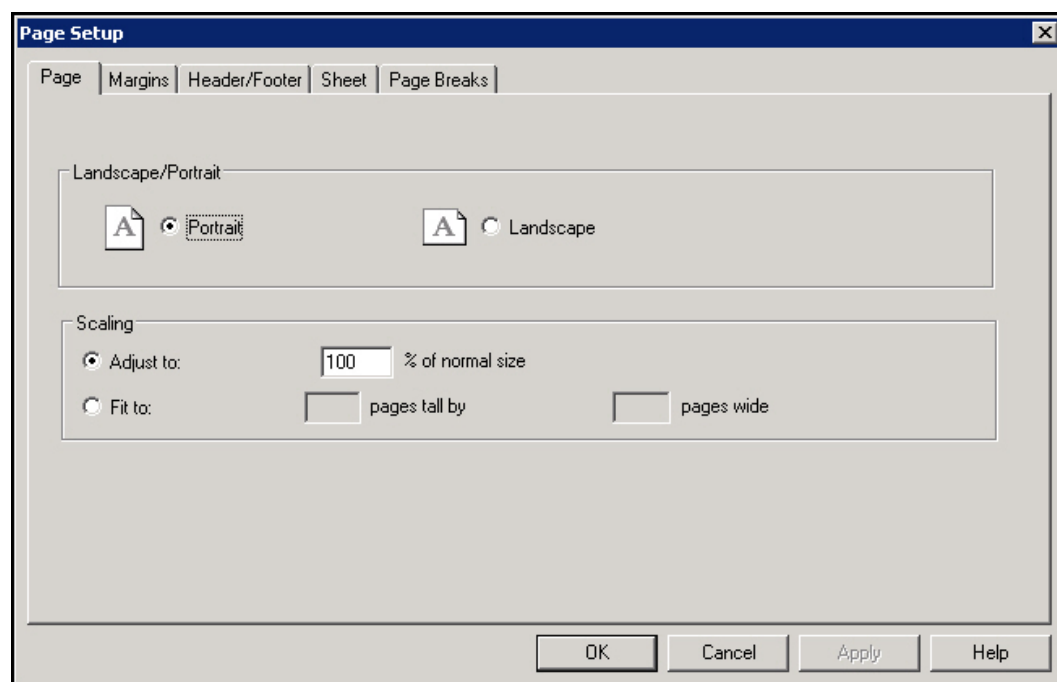 Page Setup
Page Margins Header/Footer Sheet Page Breaks
Landscape/Portrait
A Portrait A Landscape
Scaling
Adjust to: 100 % of normal size
Fit to: pages tall by pages wide
OK Cancel Apply Help